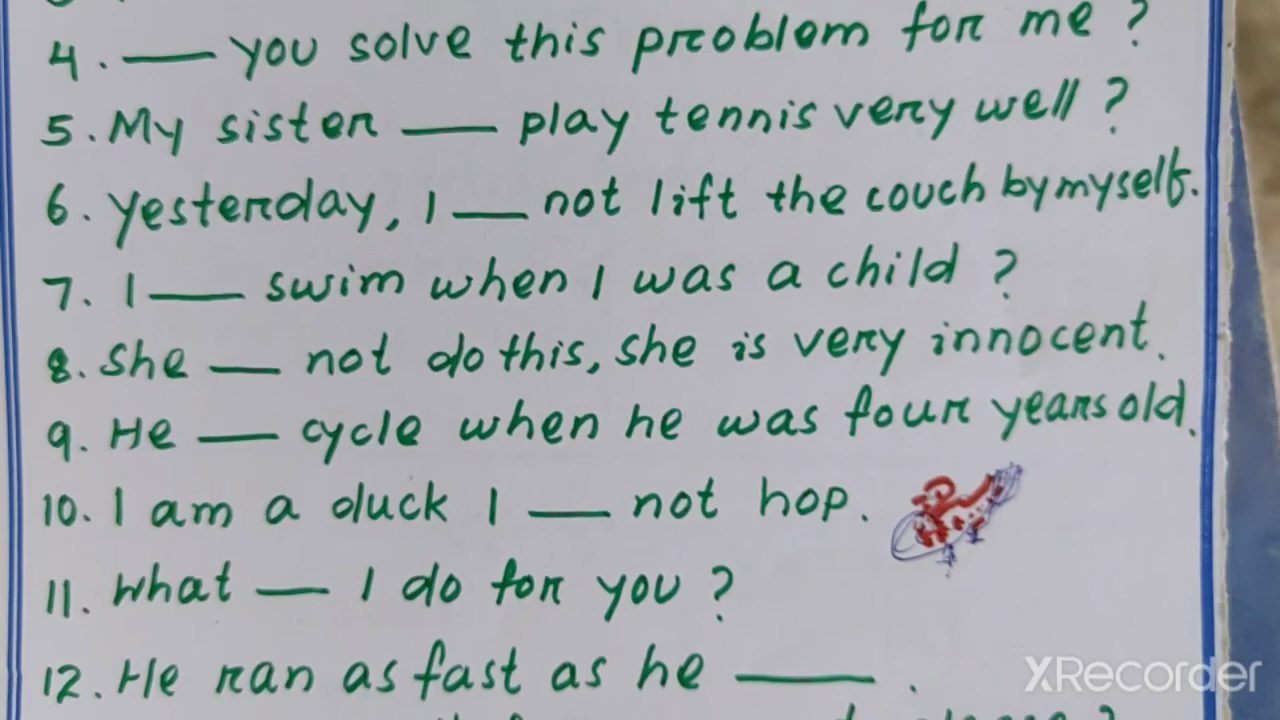 4. ___ you solve this problem for me ?
5. My sister ___ play tennis very well ?
6. Yesterday, I ___ not lift the couch by myself.
7. I ___ swim when I was a child ?
8. She ___ not do this, she is very innocent.
9. He ___ cycle when he was four years old.
10. I am a duck I ___ not hop.
11. What ___ I do for you ?
12. He ran as fast as he ___ .
XRecorder